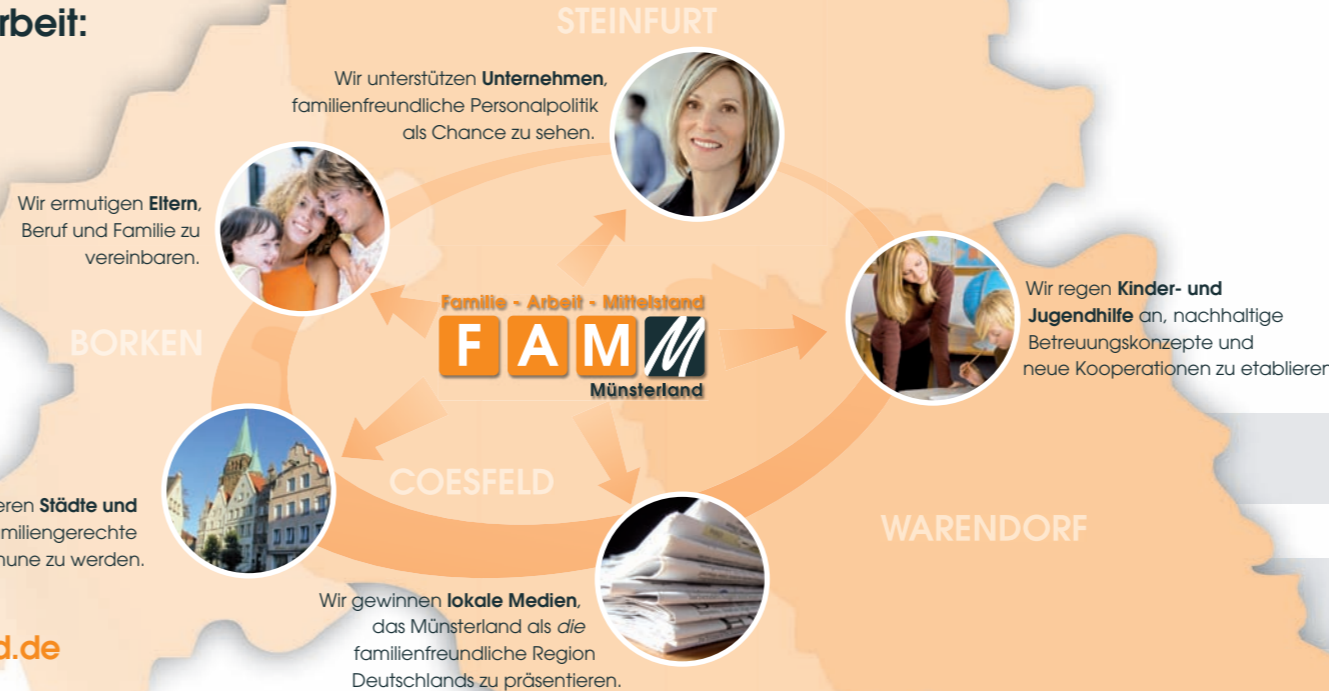 rbeit:
STEINFURT
Wir unterstützen Unternehmen,
familienfreundliche Personalpolitik
als Chance zu sehen.
Wir ermutigen Eltern,
Beruf und Familie zu
vereinbaren.
Familie - Arbeit - Mittelstand
FAMM
Münsterland
Wir regen Kinder- und
Jugendhilfe an, nachhaltige
Betreuungskonzepte und
neue Kooperationen zu etablieren
BORKEN
COESFELD
WARENDORF
eren Städte und
miliengerechte
mune zu werden.
Wir gewinnen lokale Medien,
das Münsterland als die
familienfreundliche Region
Deutschlands zu präsentieren.
d.de